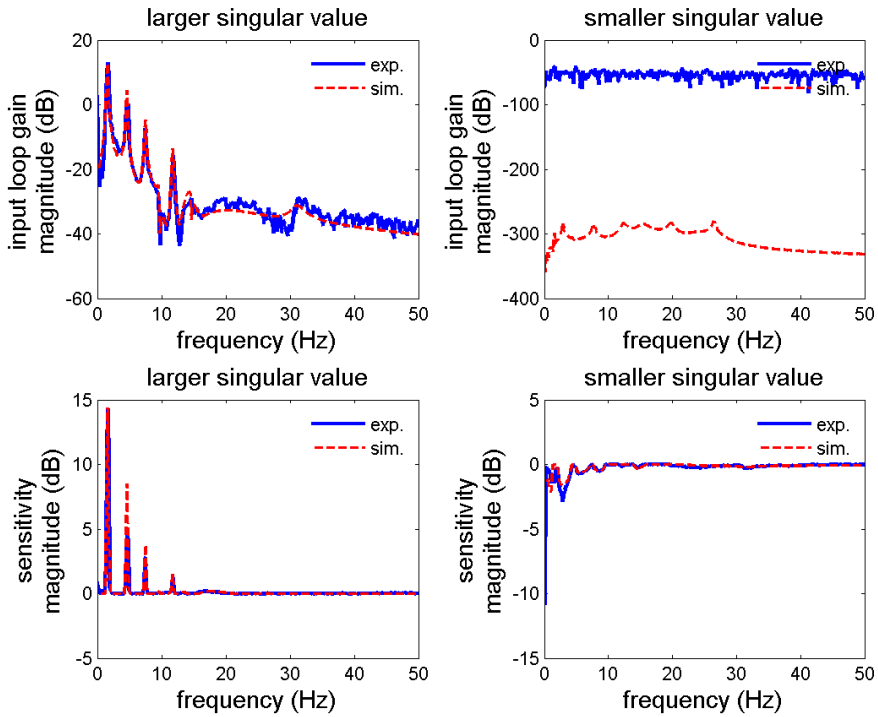 larger singular value
input loop gain
magnitude (dB)
20
0
-20
-40
-60
exp.
sim.
0 10 20 30 40 50
frequency (Hz)
smaller singular value
input loop gain
magnitude (dB)
0
-100
-200
-300
-400
exp.
sim.
0 10 20 30 40 50
frequency (Hz)
larger singular value
sensitivity
magnitude (dB)
15
10
5
0
-5
exp.
sim.
0 10 20 30 40 50
frequency (Hz)
smaller singular value
sensitivity
magnitude (dB)
5
0
-5
-10
-15
exp.
sim.
0 10 20 30 40 50
frequency (Hz)